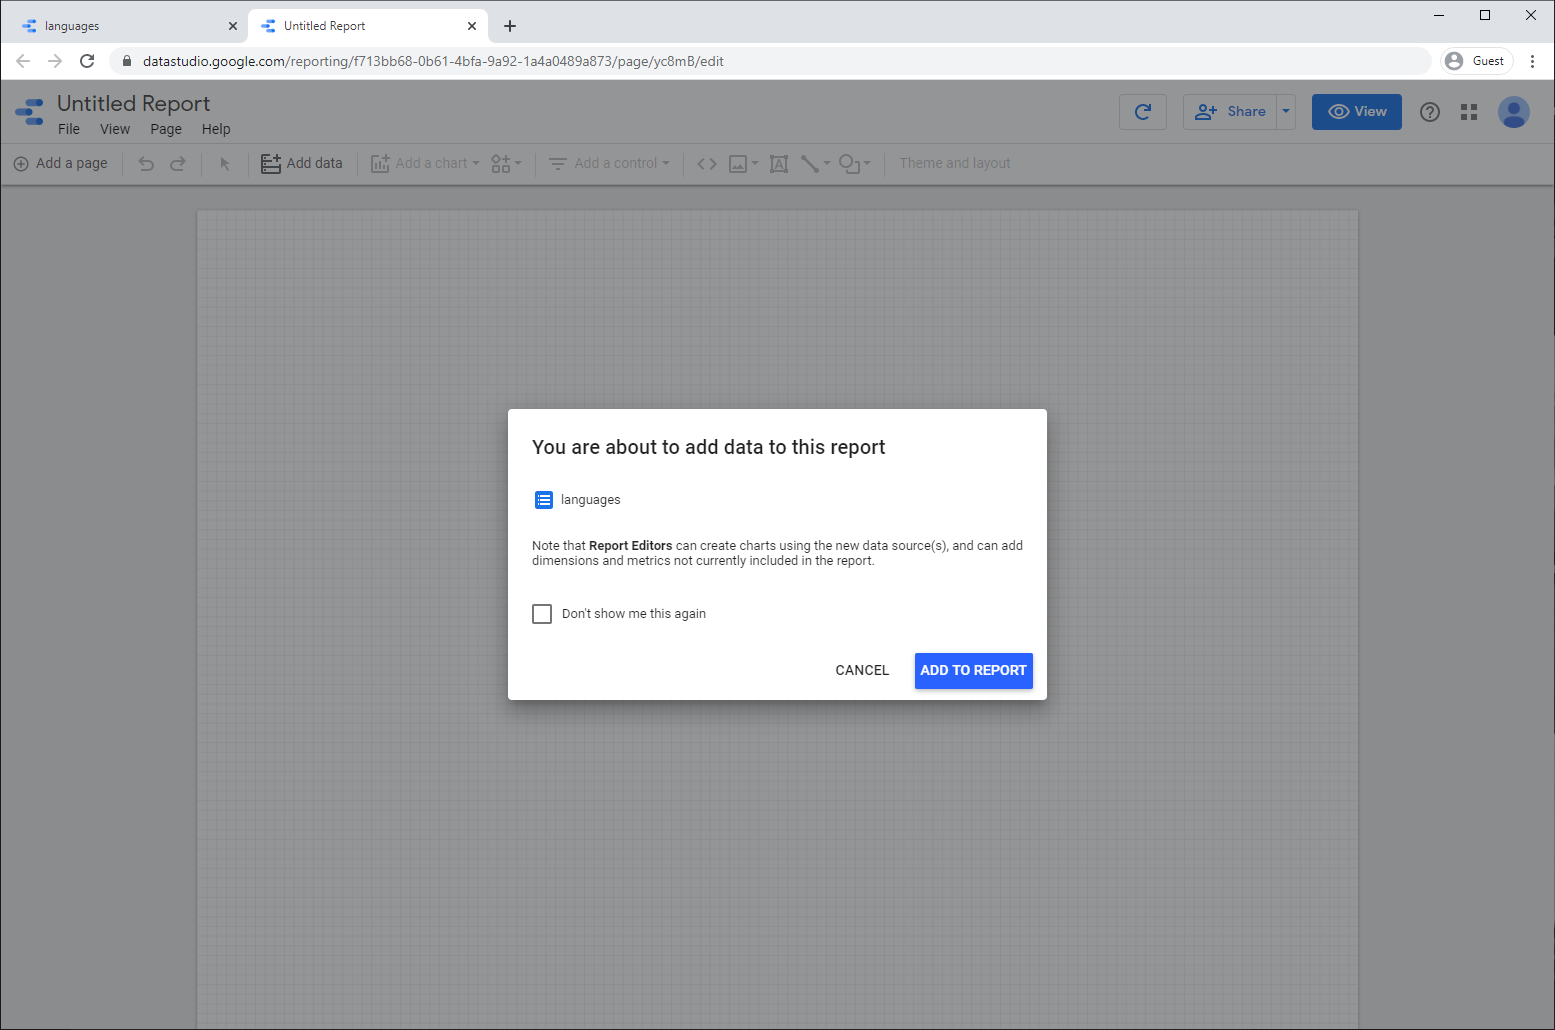 languages
Untitled Report
datastudio.google.com/reporting/f713bb68-0b61-4bfa-9a92-1a4a0489a873/page/yc8mB/edit
Guest
Untitled Report
File View Page Help
Share
View
Add a page
Add data
Add a chart
Add a control
Theme and layout
You are about to add data to this report
languages
Note that Report Editors can create charts using the new data source(s), and can add
dimensions and metrics not currently included in the report.
Don't show me this again
CANCEL
ADD TO REPORT